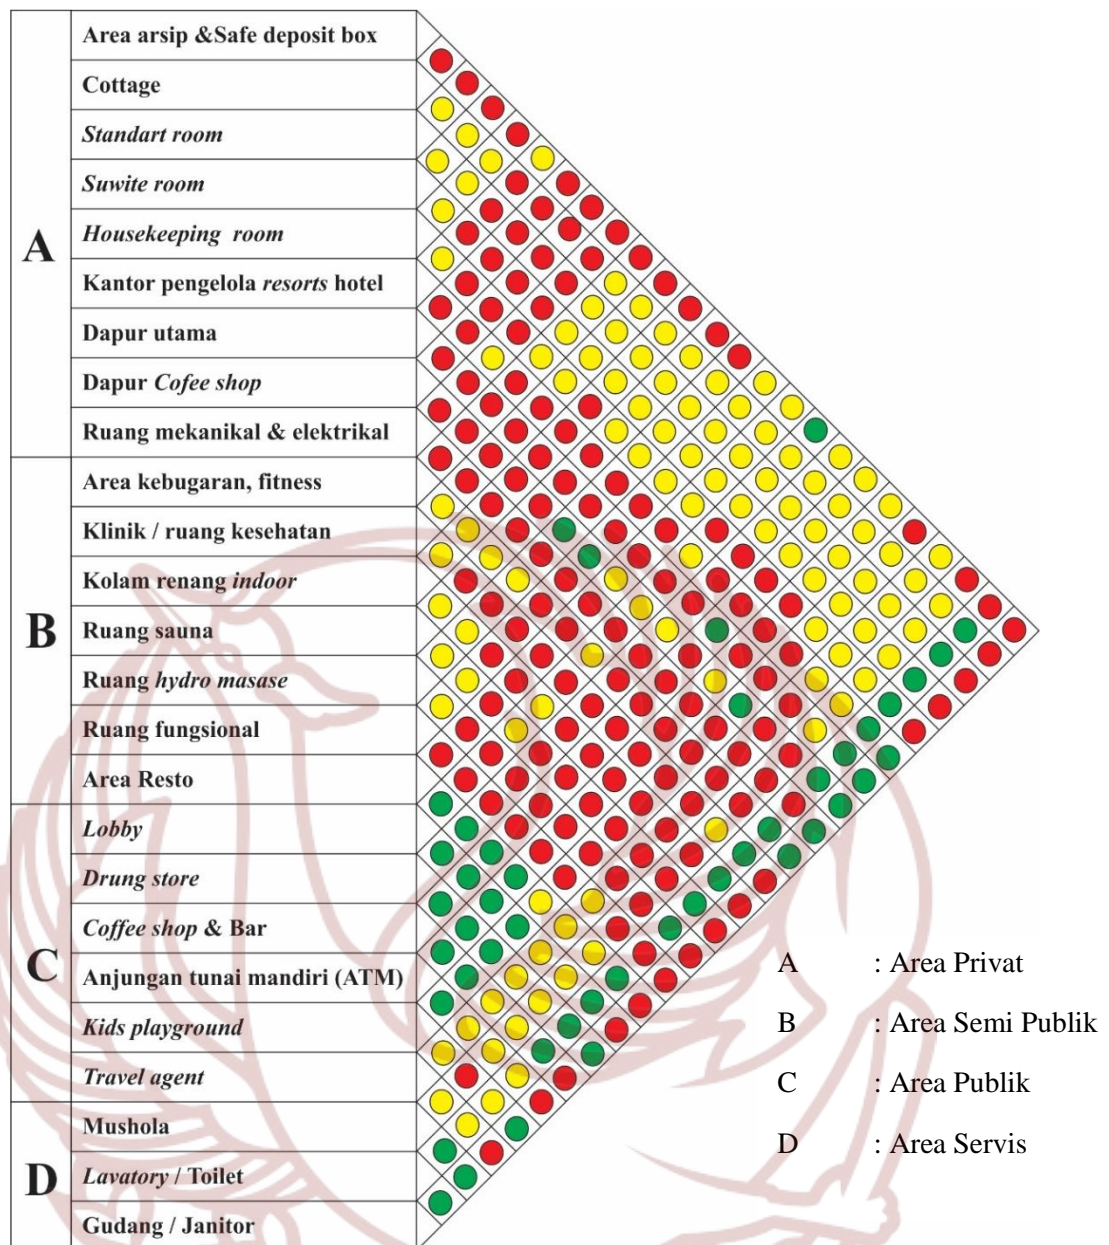 Area arsip &Safe deposit box
Cottage
Standart room
Suwite room
Housekeeping room
A
Kantor pengelola resorts hotel
Dapur utama
Dapur Cofee shop
Ruang mekanikal & elektrikal
Area kebugaran, fitness
Klinik / ruang kesehatan
Kolam renang indoor
B
Ruang sauna
Ruang hydro masase
Ruang fungsional
Area Resto
Lobby
Drung store
Coffee shop & Bar
C
Anjungan tunai mandiri (ATM)
Kids playground
Travel agent
Mushola
D
Lavatory / Toilet
Gudang / Janitor
A : Area Privat
B : Area Semi Publik
C : Area Publik
D : Area Servis